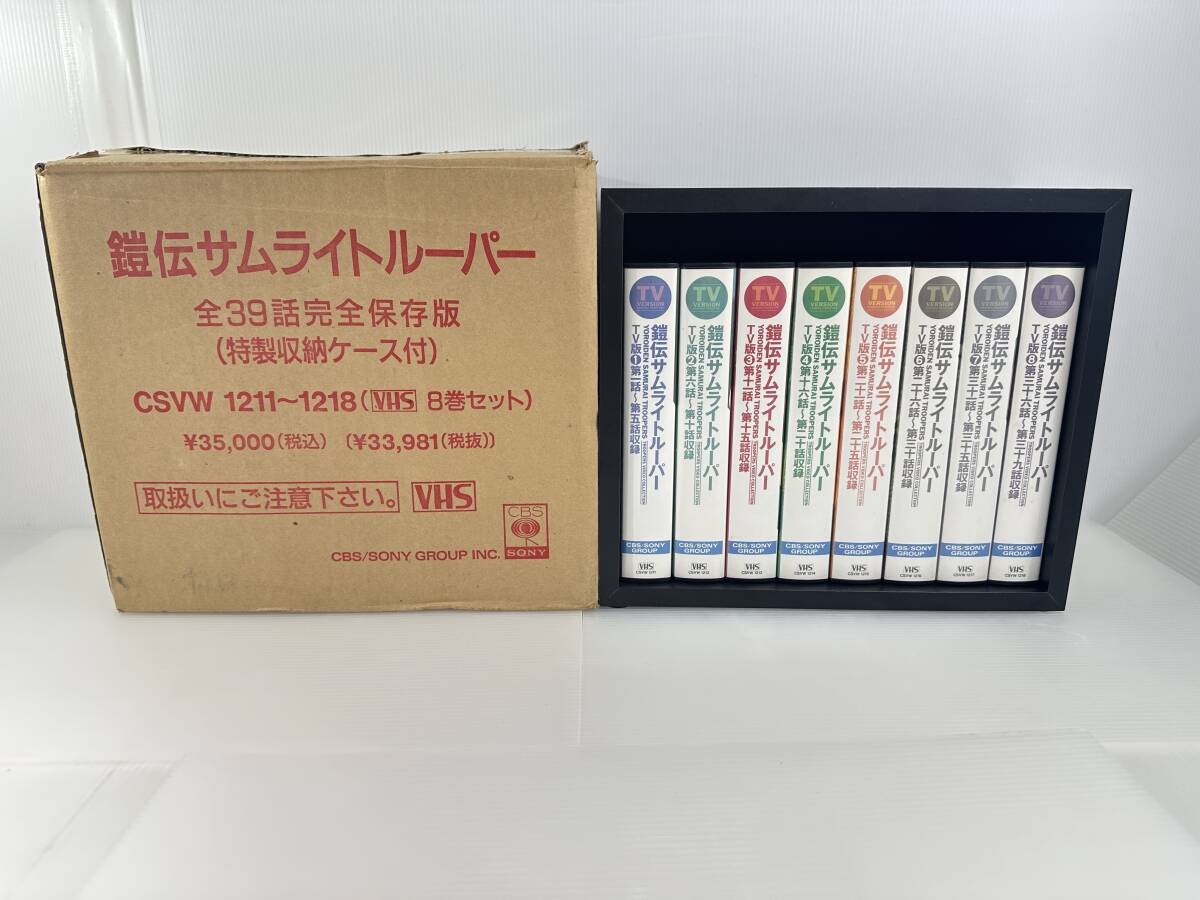 鎧伝サムライトルーパー
全39話完全保存版
(特製収納ケース付)
CSVW 1211~1218(VHS 8巻セット)
¥35,000(税込) (¥33,981(税抜))
取扱いにご注意下さい。 VHS
CBS
SONY
CBS/SONY GROUP INC.
TV
VERSION
鎧伝サムライトルーパー
YOROIDEN SAMURAI TROOPERS
TV版1第一話~第五話収録
CBS/SONY
GROUP
VHS
CSVW 1211
TV
VERSION
鎧伝サムライトルーパー
YOROIDEN SAMURAI TROOPERS
TV版2第六話~第十話収録
CBS/SONY
GROUP
VHS
CSVW 1212
TV
VERSION
鎧伝サムライトルーパー
YOROIDEN SAMURAI TROOPERS
TV版3第十一話~第十五話収録
CBS/SONY
GROUP
VHS
CSVW 1213
TV
VERSION
鎧伝サムライトルーパー
YOROIDEN SAMURAI TROOPERS
TV版4第十六話~第二十話収録
CBS/SONY
GROUP
VHS
CSVW 1214
TV
VERSION
鎧伝サムライトルーパー
YOROIDEN SAMURAI TROOPERS
TV版5第二十一話~第二十五話収録
CBS/SONY
GROUP
VHS
CSVW 1215
TV
VERSION
鎧伝サムライトルーパー
YOROIDEN SAMURAI TROOPERS
TV版6第二十六話~第三十話収録
CBS/SONY
GROUP
VHS
CSVW 1216
TV
VERSION
鎧伝サムライトルーパー
YOROIDEN SAMURAI TROOPERS
TV版7第三十一話~第三十五話収録
CBS/SONY
GROUP
VHS
CSVW 1217
TV
VERSION
鎧伝サムライトルーパー
YOROIDEN SAMURAI TROOPERS
TV版8第三十六話~第三十九話収録
CBS/SONY
GROUP
VHS
CSVW 1218